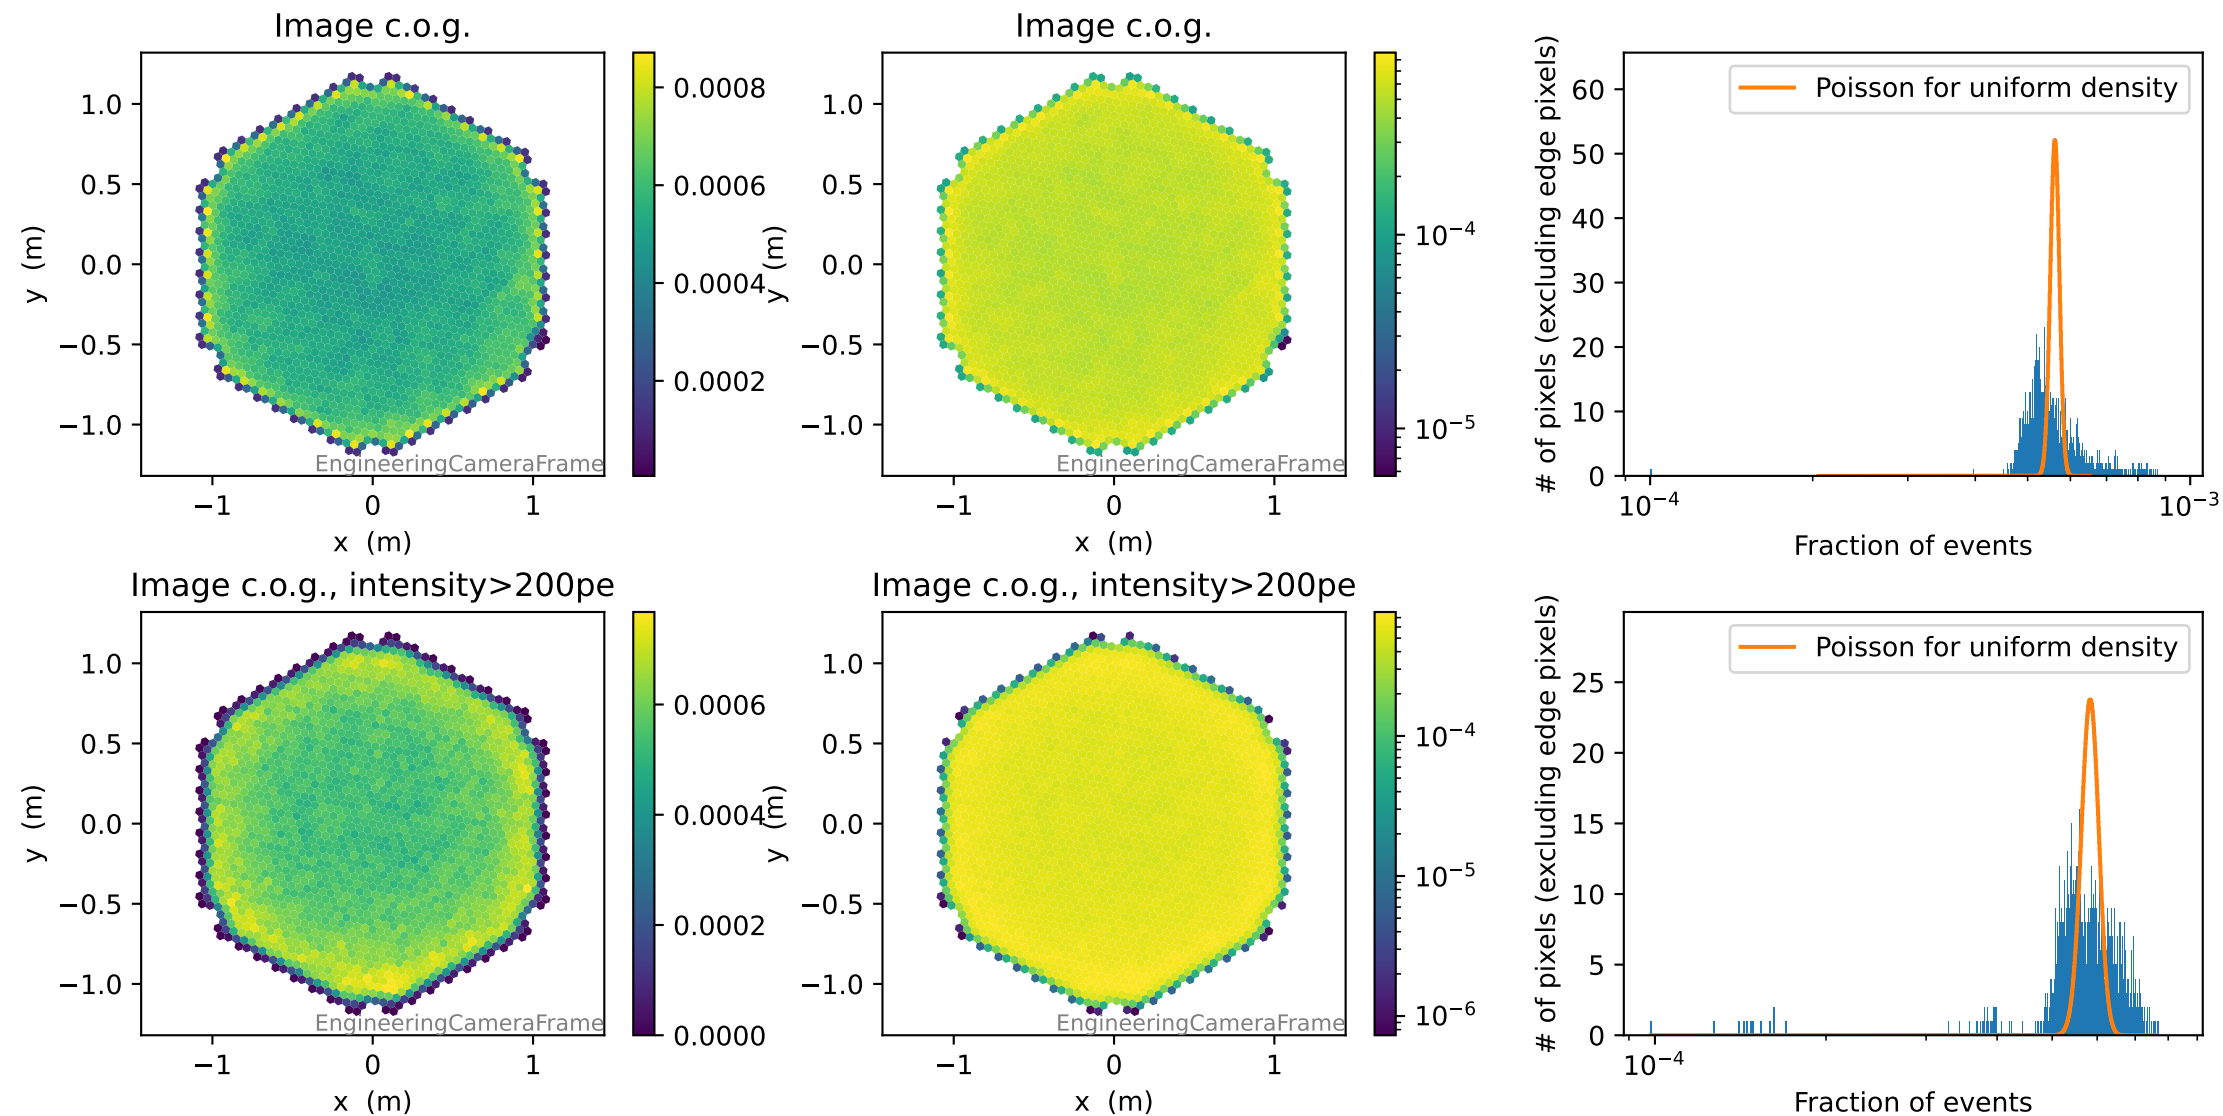 Image c.o.g.
1.0
0.5
0.0
−0.5
−1.0
y (m)
−1
0
1
x (m)
EngineeringCameraFrame
0.0008
0.0006
0.0004
0.0002
Image c.o.g.
1.0
0.5
0.0
−0.5
−1.0
y (m)
−1
0
1
x (m)
EngineeringCameraFrame
10⁻⁴
10⁻⁵
Poisson for uniform density
# of pixels (excluding edge pixels)
60
50
40
30
20
10
0
10⁻⁴
10⁻³
Fraction of events
Image c.o.g., intensity>200pe
1.0
0.5
0.0
−0.5
−1.0
y (m)
−1
0
1
x (m)
EngineeringCameraFrame
0.0006
0.0004
0.0002
0.0000
Image c.o.g., intensity>200pe
1.0
0.5
0.0
−0.5
−1.0
y (m)
−1
0
1
x (m)
EngineeringCameraFrame
10⁻⁴
10⁻⁵
10⁻⁶
Poisson for uniform density
# of pixels (excluding edge pixels)
25
20
15
10
5
0
10⁻⁴
Fraction of events